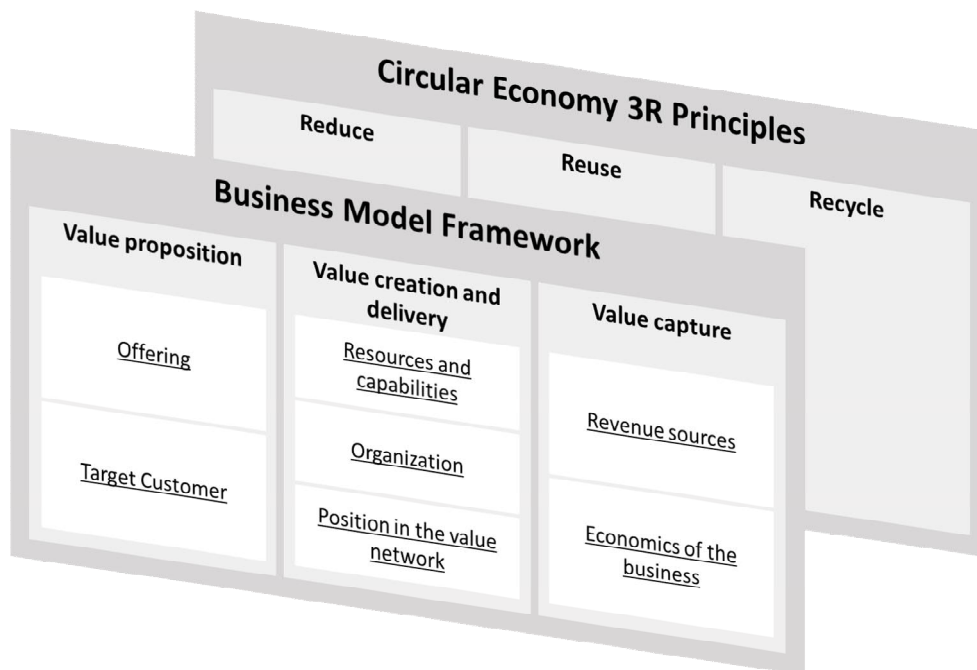 Circular Economy 3R Principles
Reduce
Reuse
Recycle
Business Model Framework
Value proposition
Offering
Target Customer
Value creation and
delivery
Resources and
capabilities
Organization
Position in the value
network
Value capture
Revenue sources
Economics of the
business